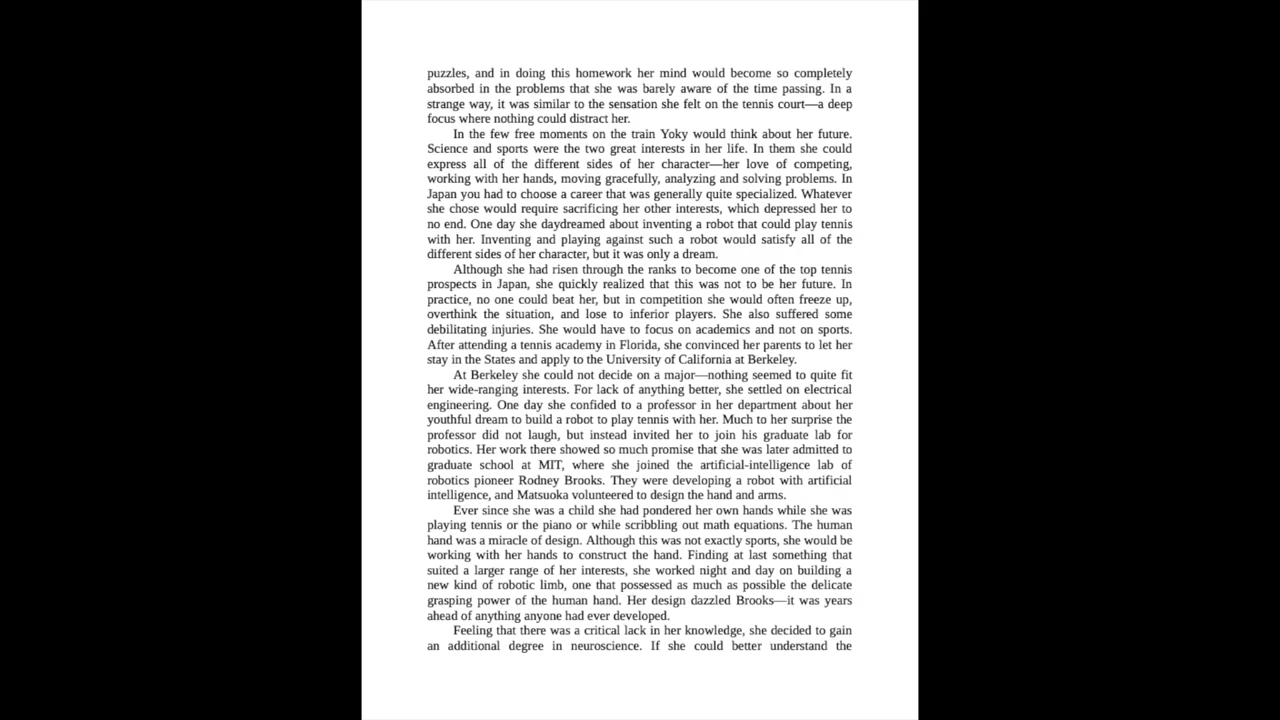 puzzles, and in doing this homework her mind would become so completely
absorbed in the problems that she was barely aware of the time passing. In a
strange way, it was similar to the sensation she felt on the tennis court—a deep
focus where nothing could distract her.
In the few free moments on the train Yoky would think about her future.
Science and sports were the two great interests in her life. In them she could
express all of the different sides of her character—her love of competing,
working with her hands, moving gracefully, analyzing and solving problems. In
Japan you had to choose a career that was generally quite specialized. Whatever
she chose would require sacrificing her other interests, which depressed her to
no end. One day she daydreamed about inventing a robot that could play tennis
with her. Inventing and playing against such a robot would satisfy all of the
different sides of her character, but it was only a dream.
Although she had risen through the ranks to become one of the top tennis
prospects in Japan, she quickly realized that this was not to be her future. In
practice, no one could beat her, but in competition she would often freeze up,
overthink the situation, and lose to inferior players. She also suffered some
debilitating injuries. She would have to focus on academics and not on sports.
After attending a tennis academy in Florida, she convinced her parents to let her
stay in the States and apply to the University of California at Berkeley.
At Berkeley she could not decide on a major—nothing seemed to quite fit
her wide-ranging interests. For lack of anything better, she settled on electrical
engineering. One day she confided to a professor in her department about her
youthful dream to build a robot to play tennis with her. Much to her surprise the
professor did not laugh, but instead invited her to join his graduate lab for
robotics. Her work there showed so much promise that she was later admitted to
graduate school at MIT, where she joined the artificial-intelligence lab of
robotics pioneer Rodney Brooks. They were developing a robot with artificial
intelligence, and Matsuoka volunteered to design the hand and arms.
Ever since she was a child she had pondered her own hands while she was
playing tennis or the piano or while scribbling out math equations. The human
hand was a miracle of design. Although this was not exactly sports, she would be
working with her hands to construct the hand. Finding at last something that
suited a larger range of her interests, she worked night and day on building a
new kind of robotic limb, one that possessed as much as possible the delicate
grasping power of the human hand. Her design dazzled Brooks—it was years
ahead of anything anyone had ever developed.
Feeling that there was a critical lack in her knowledge, she decided to gain
an additional degree in neuroscience. If she could better understand the